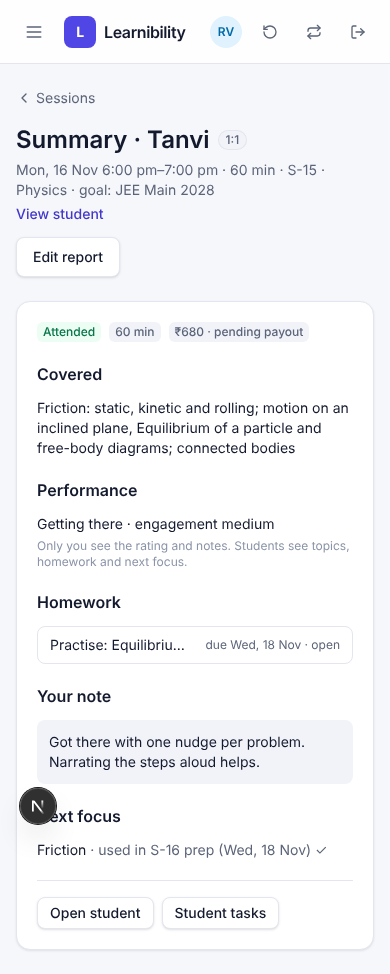 L Learnibility RV
Sessions
Summary · Tanvi 1:1
Mon, 16 Nov 6:00 pm–7:00 pm · 60 min · S-15 ·
Physics · goal: JEE Main 2028
View student
Edit report
Attended 60 min ₹680 · pending payout
Covered
Friction: static, kinetic and rolling; motion on an
inclined plane, Equilibrium of a particle and
free-body diagrams; connected bodies
Performance
Getting there · engagement medium
Only you see the rating and notes. Students see topics,
homework and next focus.
Homework
Practise: Equilibriu... due Wed, 18 Nov · open
Your note
Got there with one nudge per problem.
Narrating the steps aloud helps.
N ext focus
Friction · used in S-16 prep (Wed, 18 Nov) ✓
Open student Student tasks